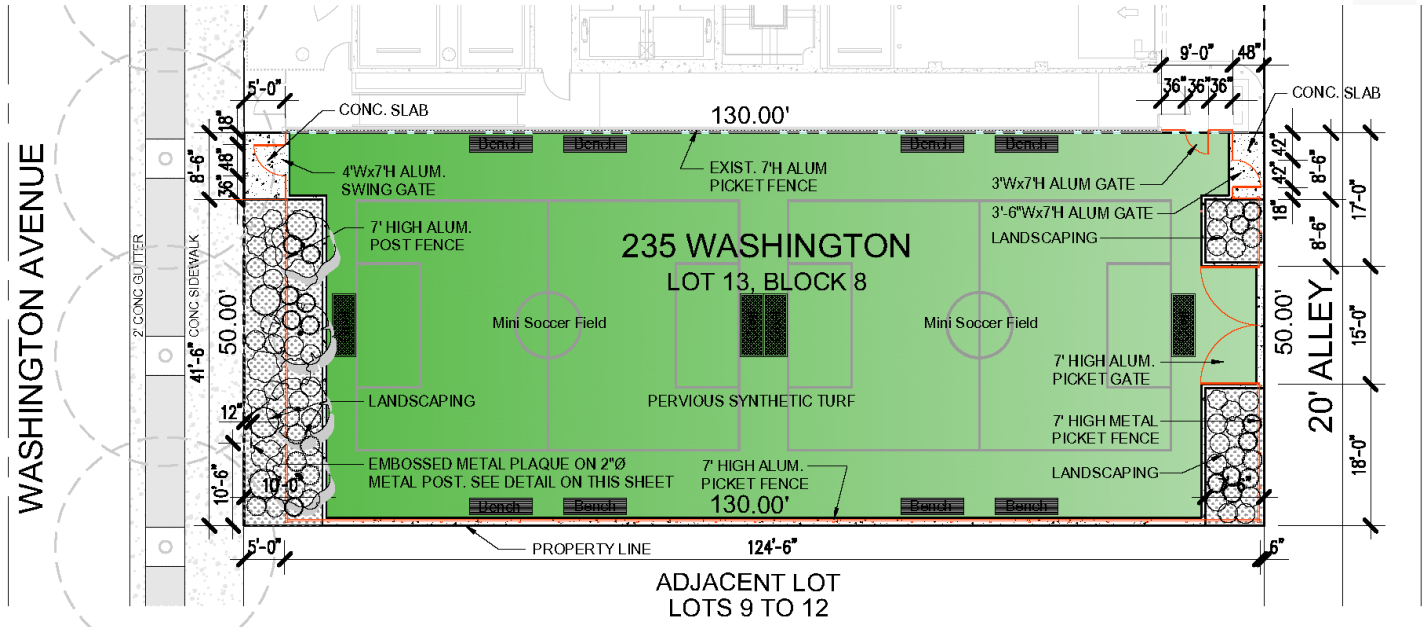 9'-0" 48"
36" 36" 36"
5'-0"
CONC. SLAB
CONC. SLAB
130.00'
18"
48"
36"
8'-6"
Bench Bench Bench Bench
4'Wx7'H ALUM.
SWING GATE
EXIST. 7'H ALUM
PICKET FENCE
3'Wx7'H ALUM GATE
3'-6"Wx7'H ALUM GATE
42"
42"
18"
8'-6"
8'-6"
17'-0"
7' HIGH ALUM.
POST FENCE
LANDSCAPING
235 WASHINGTON
LOT 13, BLOCK 8
WASHINGTON AVENUE
2' CONC GUTTER
CONC SIDEWALK
41'-6"
50.00'
Mini Soccer Field
Mini Soccer Field
50.00'
20' ALLEY
15'-0"
7' HIGH ALUM.
PICKET GATE
LANDSCAPING
PERVIOUS SYNTHETIC TURF
12"
7' HIGH METAL
PICKET FENCE
EMBOSSED METAL PLAQUE ON 2"Ø
METAL POST. SEE DETAIL ON THIS SHEET
7' HIGH ALUM.
PICKET FENCE
LANDSCAPING
18'-0"
10'-6"
10'-0"
Bench Bench Bench Bench
130.00'
5'-0"
PROPERTY LINE
124'-6"
6"
ADJACENT LOT
LOTS 9 TO 12